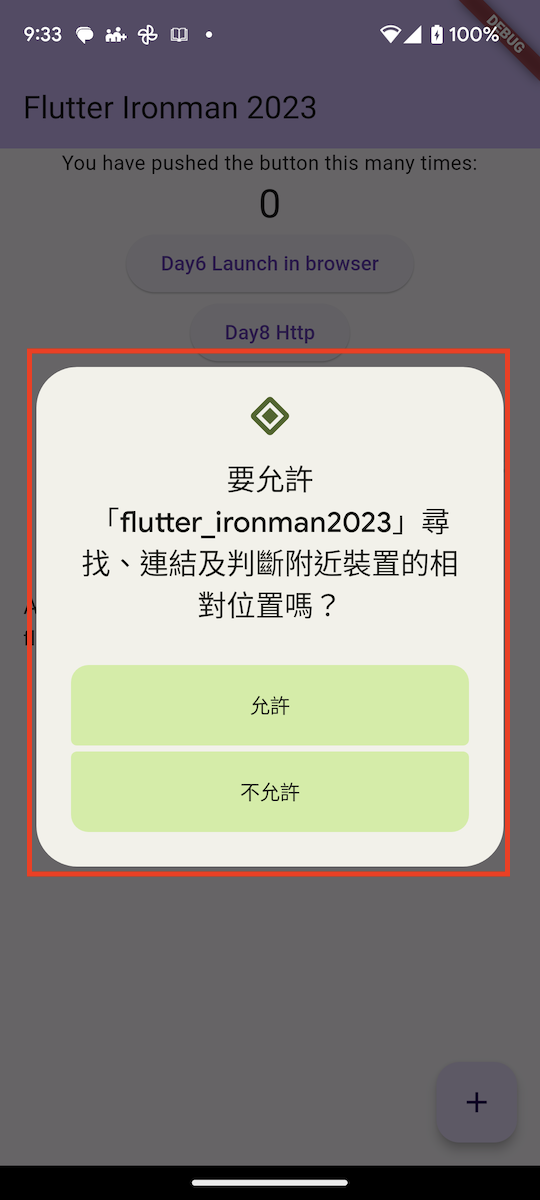 9:33
100%
DEBUG
Flutter Ironman 2023
You have pushed the button this many times:
0
Day6 Launch in browser
Day8 Http
要允許
「flutter_ironman2023」尋
找、連結及判斷附近裝置的相
對位置嗎？
允許
不允許